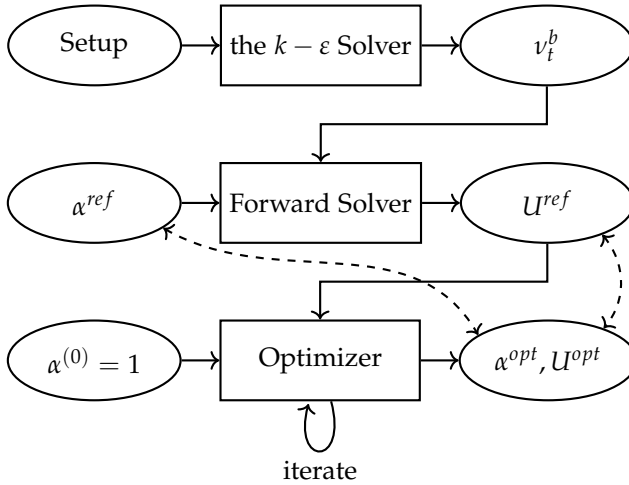 Setup
the k − ε Solver
ν_t^b
α^{ref}
Forward Solver
U^{ref}
α^{(0)} = 1
Optimizer
α^{opt}, U^{opt}
iterate